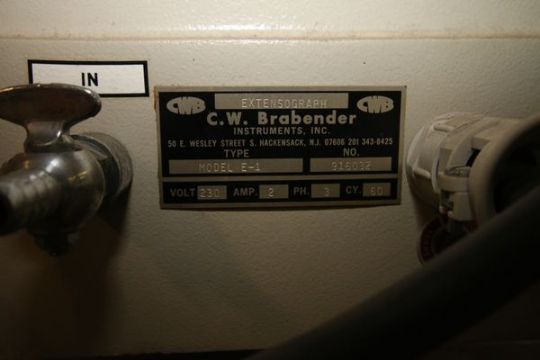 IN
CWB EXTENSOGRAPH CWB
C.W. Brabender
INSTRUMENTS, INC.
50 E. WESLEY STREET S. HACKENSACK, N.J. 07606 201 343-8425
TYPE NO.
MODEL E-1 916032
VOLT 230 AMP. 2 PH. 3 CY. 60